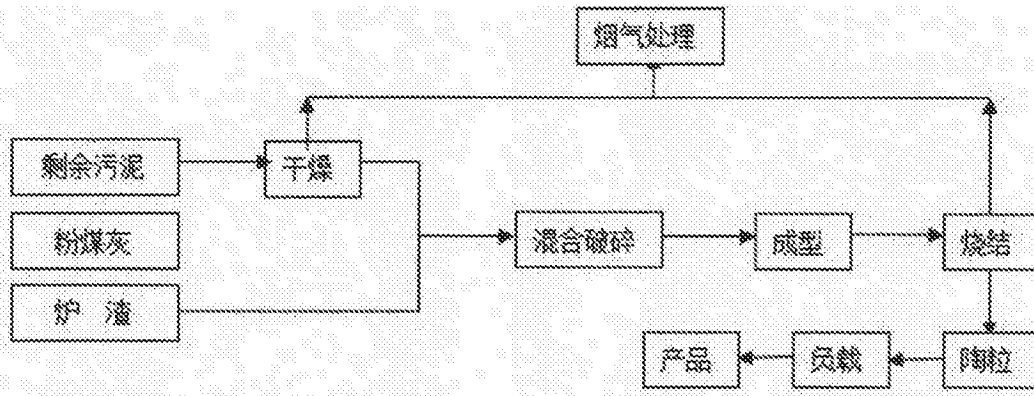 烟气处理
剩余污泥
干燥
粉煤灰
混合破碎
成型
烧结
炉 渣
产品
负载
陶粒